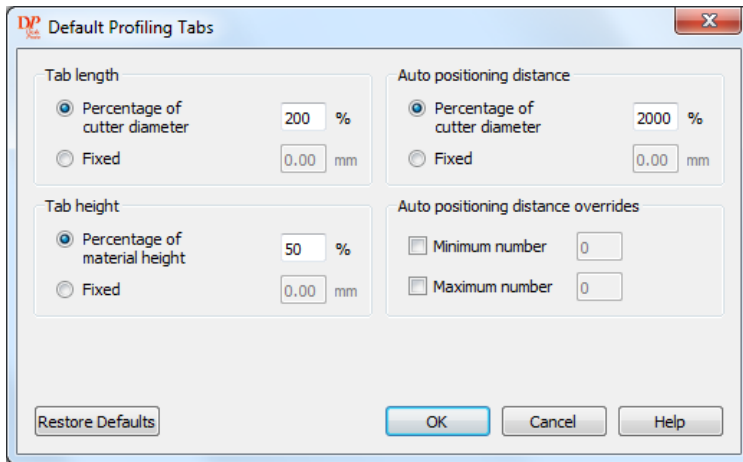 DP
Default Profiling Tabs
X
Tab length
Percentage of
cutter diameter
200 %
Fixed
0.00 mm
Auto positioning distance
Percentage of
cutter diameter
2000 %
Fixed
0.00 mm
Tab height
Percentage of
material height
50 %
Fixed
0.00 mm
Auto positioning distance overrides
Minimum number
0
Maximum number
0
Restore Defaults
OK
Cancel
Help